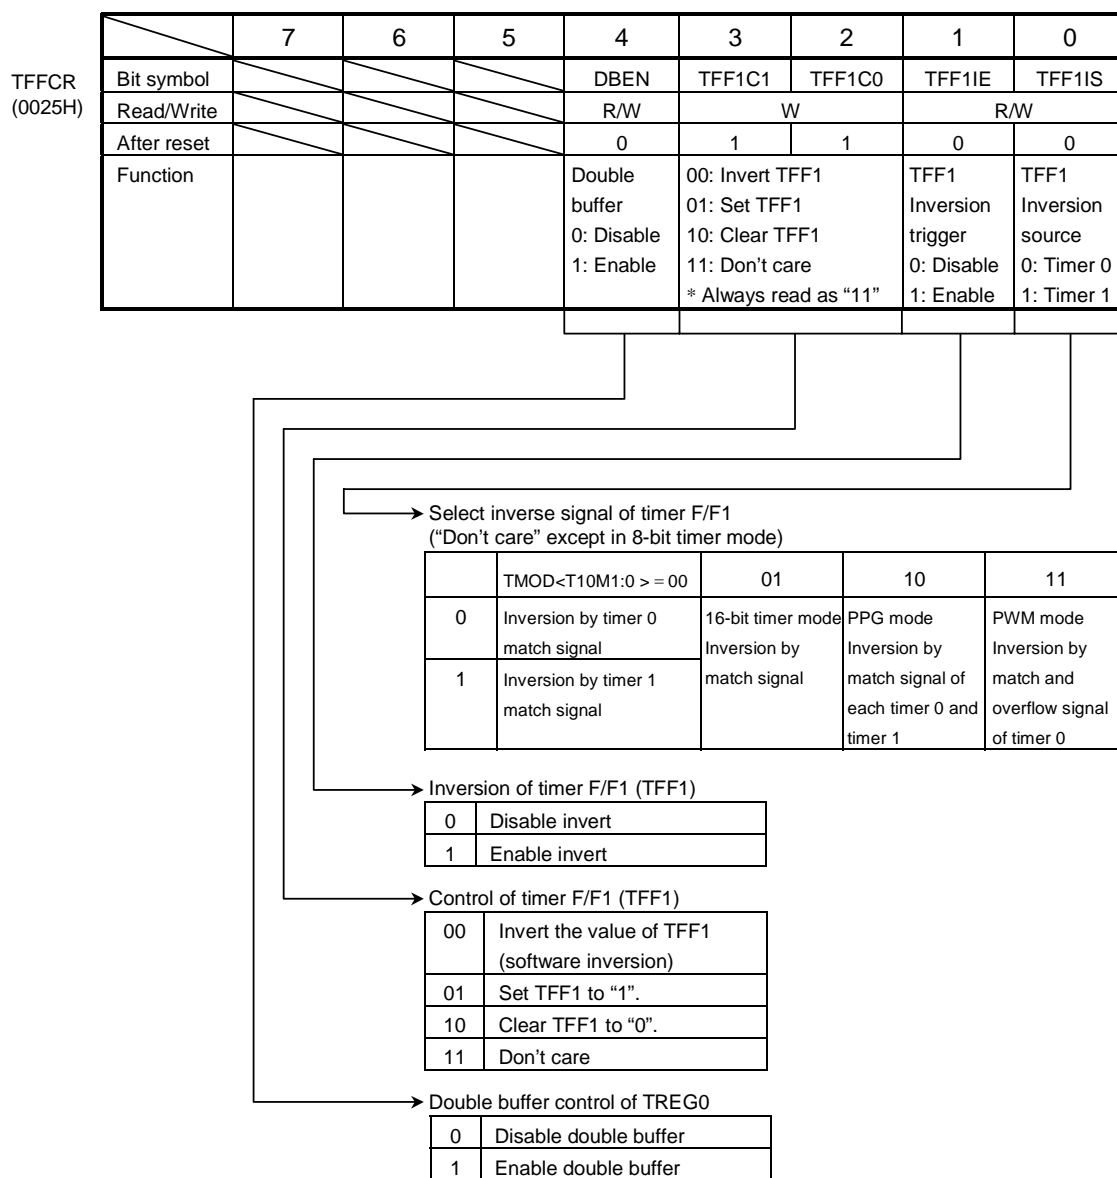 7 6 5 4 3 2 1 0
TFFCR
(0025H)
Bit symbol DBEN TFF1C1 TFF1C0 TFF1IE TFF1IS
Read/Write R/W W R/W
After reset 0 1 1 0 0
Function Double 00: Invert TFF1 TFF1 TFF1
buffer 01: Set TFF1 Inversion Inversion
0: Disable 10: Clear TFF1 trigger source
1: Enable 11: Don’t care 0: Disable 0: Timer 0
* Always read as “11” 1: Enable 1: Timer 1
Select inverse signal of timer F/F1
(“Don’t care” except in 8-bit timer mode)
TMOD<T10M1:0 > = 00 01 10 11
0 Inversion by timer 0 16-bit timer mode PPG mode PWM mode
match signal Inversion by Inversion by Inversion by
1 Inversion by timer 1 match signal match signal of match and
match signal each timer 0 and overflow signal
timer 1 of timer 0
Inversion of timer F/F1 (TFF1)
0 Disable invert
1 Enable invert
Control of timer F/F1 (TFF1)
00 Invert the value of TFF1
(software inversion)
01 Set TFF1 to “1”.
10 Clear TFF1 to “0”.
11 Don’t care
Double buffer control of TREG0
0 Disable double buffer
1 Enable double buffer